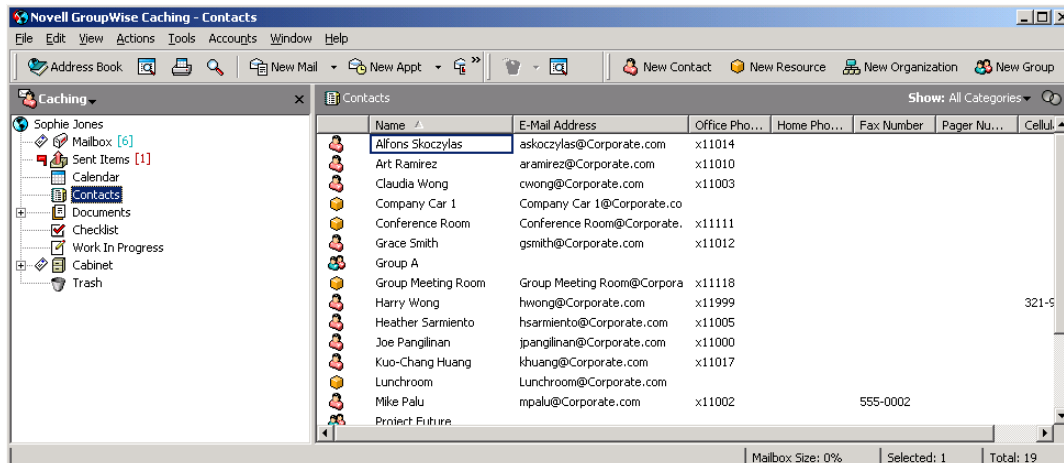 Novell GroupWise Caching - Contacts
File Edit View Actions Tools Accounts Window Help
Address Book New Mail New Appt » New Contact New Resource New Organization New Group
Caching
Contacts
Show: All Categories
Sophie Jones
Mailbox [6]
Sent Items [1]
Calendar
Contacts
Documents
Checklist
Work In Progress
Cabinet
Trash
Name E-Mail Address Office Pho... Home Pho... Fax Number Pager Nu... Cellul
Alfons Skoczylas askoczylas@Corporate.com x11014
Art Ramirez aramirez@Corporate.com x11010
Claudia Wong cwong@Corporate.com x11003
Company Car 1 Company Car 1@Corporate.co
Conference Room Conference Room@Corporate. x11111
Grace Smith gsmith@Corporate.com x11012
Group A
Group Meeting Room Group Meeting Room@Corpora x11118
Harry Wong hwong@Corporate.com x11999 321-9
Heather Sarmiento hsarmiento@Corporate.com x11005
Joe Pangilinan jpangilinan@Corporate.com x11000
Kuo-Chang Huang khuang@Corporate.com x11017
Lunchroom Lunchroom@Corporate.com
Mike Palu mpalu@Corporate.com x11002 555-0002
Project Future
Mailbox Size: 0% Selected: 1 Total: 19